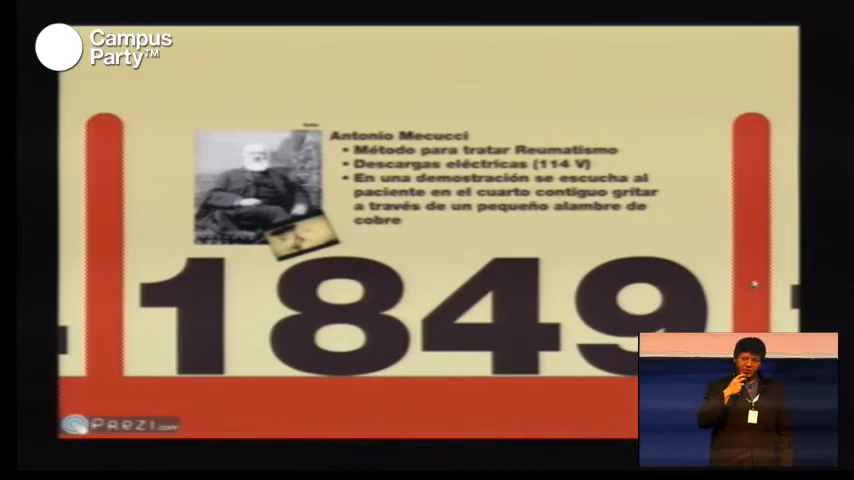 Campus
Party™
Antonio Mecucci
• Método para tratar Reumatismo
• Descargas eléctricas (114 V)
• En una demostración se escucha al
paciente en el cuarto contiguo gritar
a través de un pequeño alambre de
cobre
1849
PREZI.com